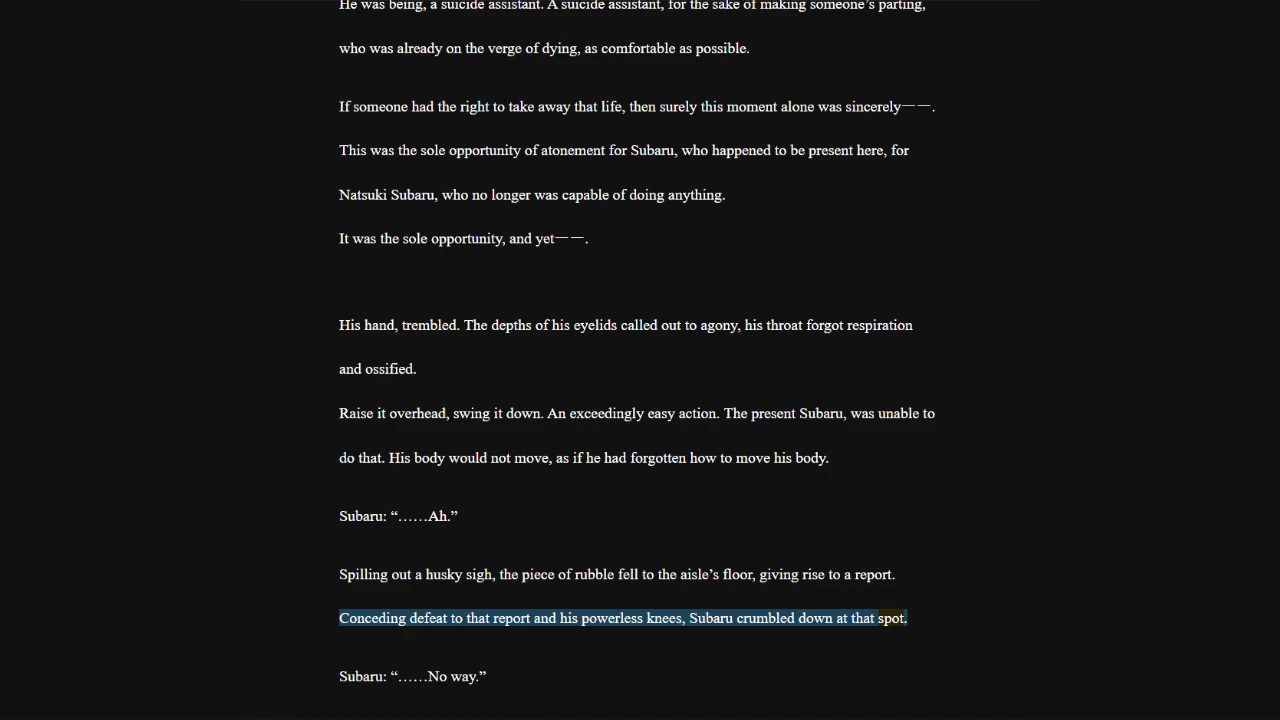 He was being, a suicide assistant. A suicide assistant, for the sake of making someone’s parting,
who was already on the verge of dying, as comfortable as possible.
If someone had the right to take away that life, then surely this moment alone was sincerely――.
This was the sole opportunity of atonement for Subaru, who happened to be present here, for
Natsuki Subaru, who no longer was capable of doing anything.
It was the sole opportunity, and yet――.
His hand, trembled. The depths of his eyelids called out to agony, his throat forgot respiration
and ossified.
Raise it overhead, swing it down. An exceedingly easy action. The present Subaru, was unable to
do that. His body would not move, as if he had forgotten how to move his body.
Subaru: “……Ah.”
Spilling out a husky sigh, the piece of rubble fell to the aisle’s floor, giving rise to a report.
Conceding defeat to that report and his powerless knees, Subaru crumbled down at that spot.
Subaru: “……No way.”